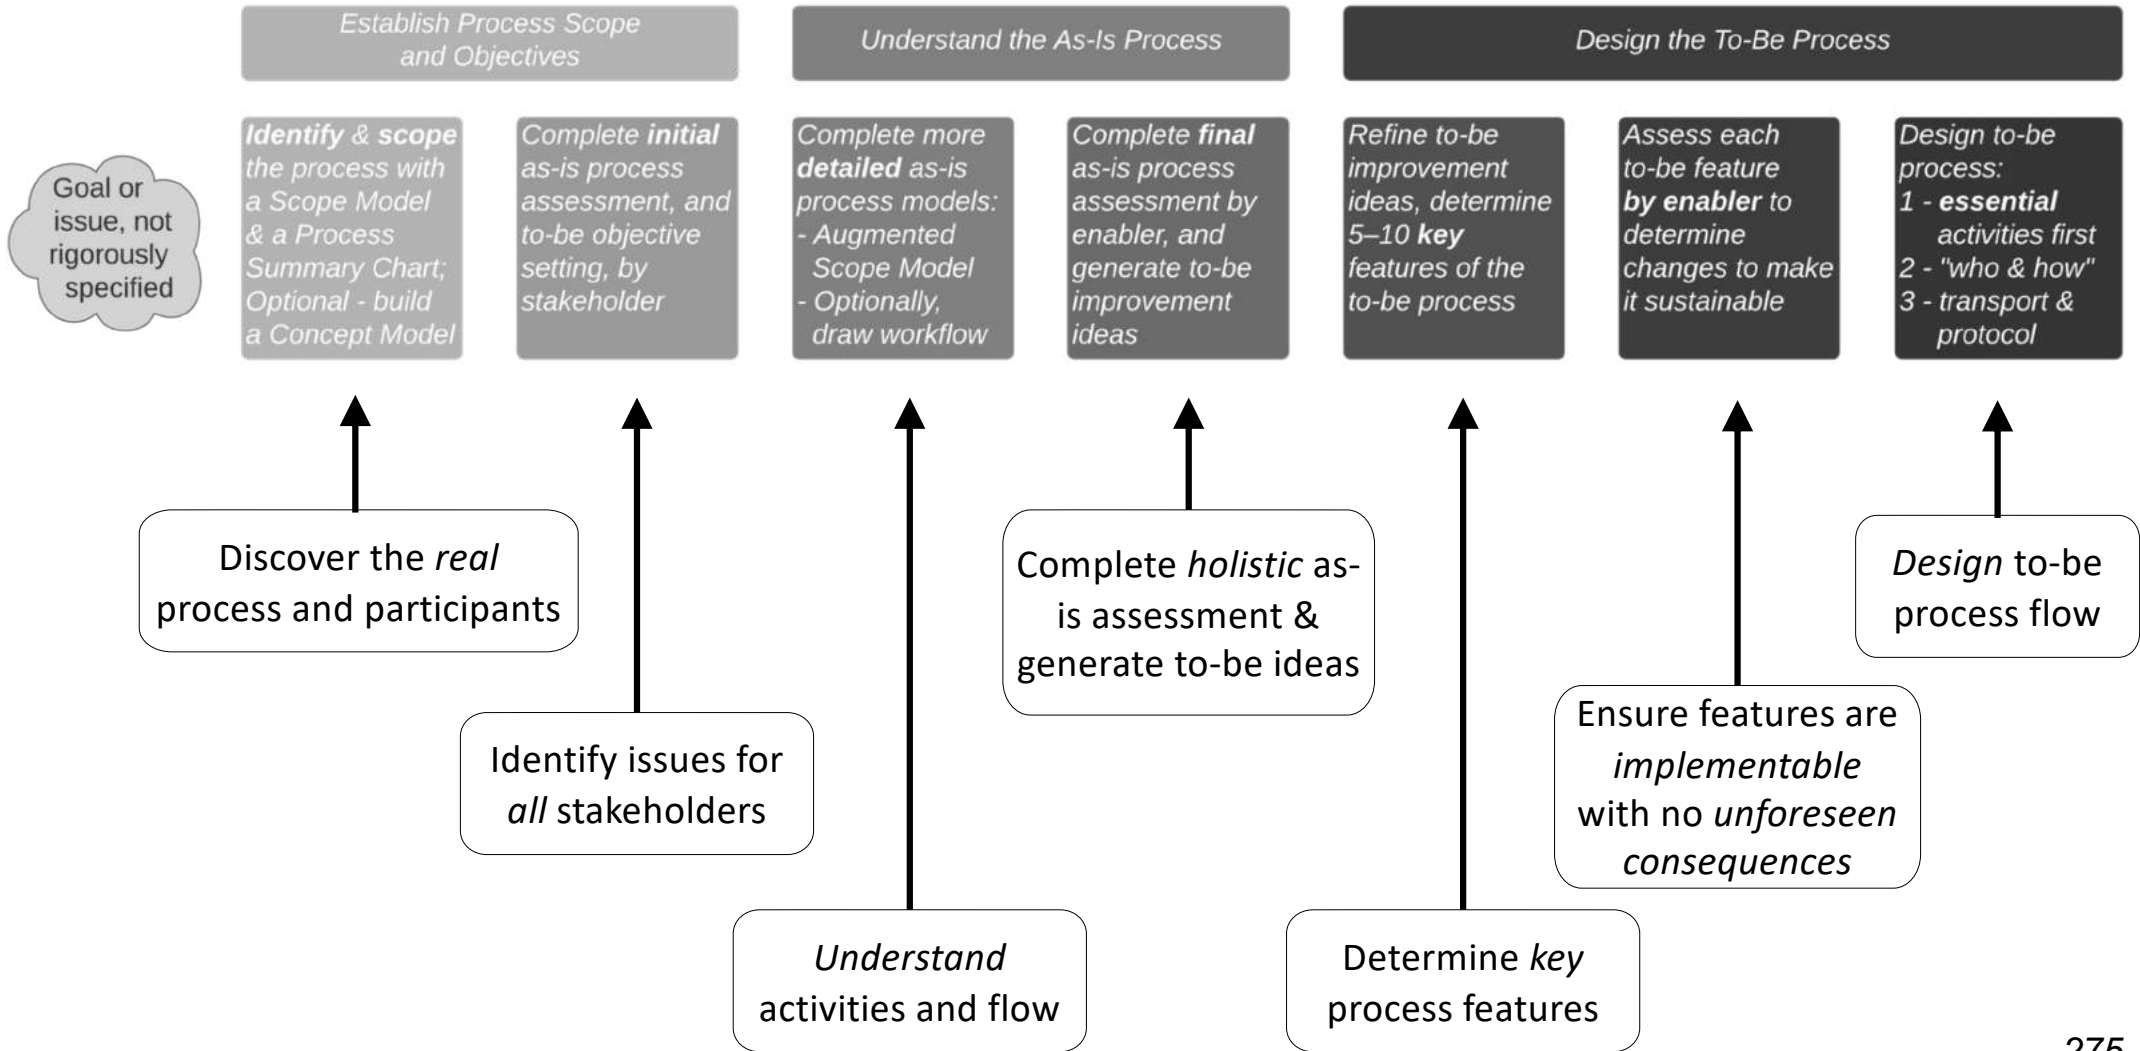 Establish Process Scope
and Objectives
Understand the As-Is Process
Design the To-Be Process
Goal or
issue, not
rigorously
specified
Identify & scope
the process with
a Scope Model
& a Process
Summary Chart;
Optional - build
a Concept Model
Complete initial
as-is process
assessment, and
to-be objective
setting, by
stakeholder
Complete more
detailed as-is
process models:
- Augmented
Scope Model
- Optionally,
draw workflow
Complete final
as-is process
assessment by
enabler, and
generate to-be
improvement
ideas
Refine to-be
improvement
ideas, determine
5–10 key
features of the
to-be process
Assess each
to-be feature
by enabler to
determine
changes to make
it sustainable
Design to-be
process:
1 - essential
activities first
2 - "who & how"
3 - transport &
protocol
Discover the real
process and participants
Identify issues for
all stakeholders
Understand
activities and flow
Complete holistic as-
is assessment &
generate to-be ideas
Determine key
process features
Ensure features are
implementable
with no unforeseen
consequences
Design to-be
process flow
275